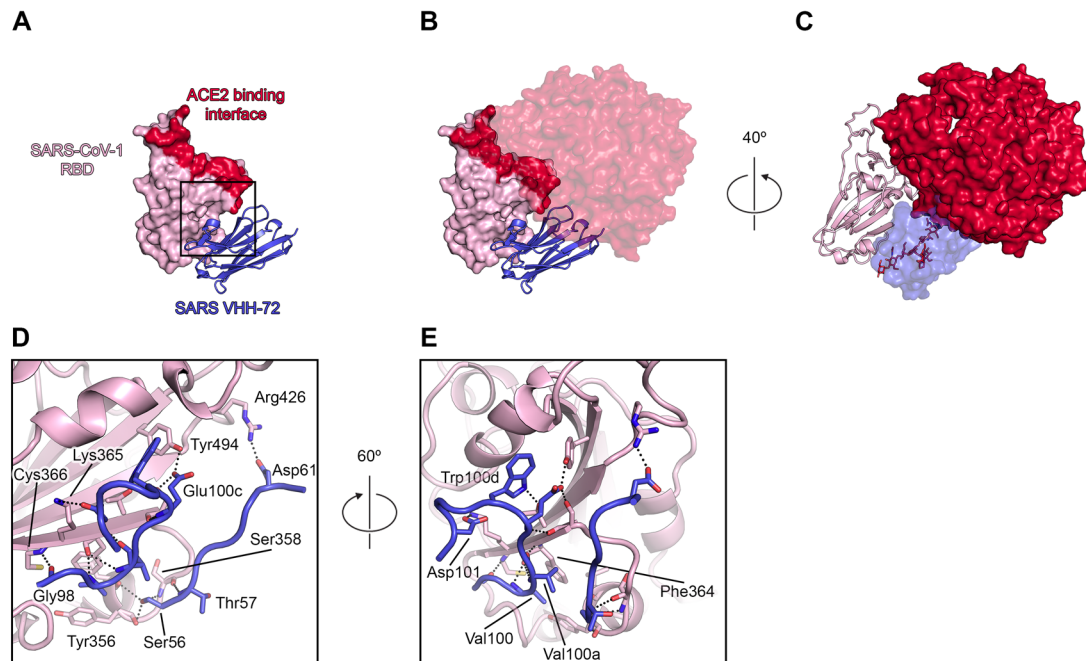 A
B
C
ACE2 binding
interface
SARS-CoV-1
RBD
40º
SARS VHH-72
D
E
Arg426
Tyr494
Lys365
Cys366
Asp61
Glu100c
60º
Trp100d
Ser358
Asp101
Gly98
Phe364
Thr57
Val100
Tyr356
Ser56
Val100a